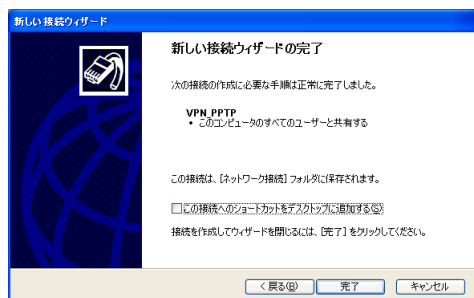 新しい接続ウィザード
新しい接続ウィザードの完了
次の接続の作成に必要な手順は正常に完了しました。
VPN_PPTP
• このコンピュータのすべてのユーザーと共有する
この接続は、[ネットワーク接続] フォルダに保存されます。
この接続へのショートカットをデスクトップに追加する(S)
接続を作成してウィザードを閉じるには、[完了] をクリックしてください。
< 戻る(B)
完了
キャンセル